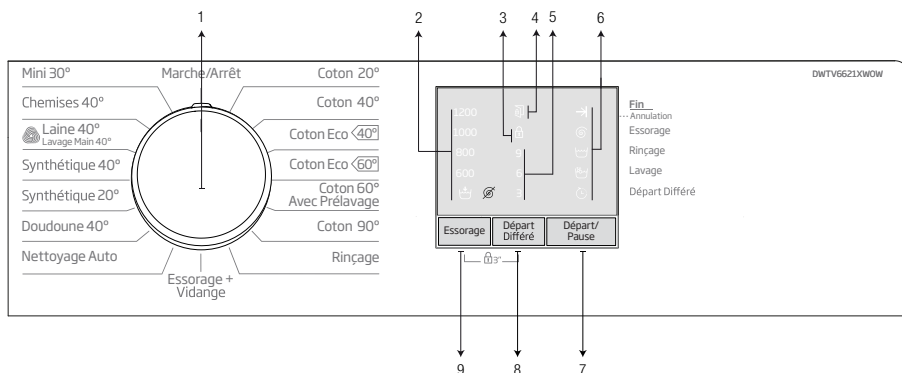 1
2
3
4
5
6
DWTV6621XWOW
Mini 30°
Marche/Arrêt
Coton 20°
Chemises 40°
Coton 40°
Laine 40°
Lavage Main 40°
Coton Eco 40°
Synthétique 40°
Coton Eco 60°
Synthétique 20°
Coton 60°
Avec Prélavage
Doudoune 40°
Coton 90°
Nettoyage Auto
Rinçage
Essorage +
Vidange
1200
1000
800
600
9
6
3
Fin
Annulation
Essorage
Rinçage
Lavage
Départ Différé
Essorage
Départ
Différé
Départ/
Pause
3"
9
8
7